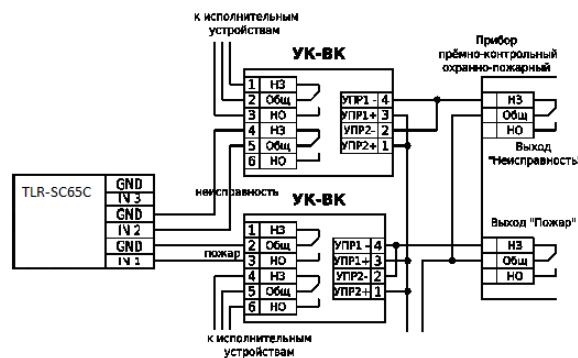 к исполнительным
устройствам
УК-ВК
1 НЗ
2 Общ
3 НО
4 НЗ
5 Общ
6 НО
УПР1 - 4
УПР1+ 3
УПР2- 2
УПР2+ 1
Прибор
прёмно-контрольный
охранно-пожарный
НЗ
Общ
НО
Выход
"Неисправность"
TLR-SC65C
GND
IN 3
GND
IN 2
GND
IN 1
неисправность
пожар
УК-ВК
1 НЗ
2 Общ
3 НО
4 НЗ
5 Общ
6 НО
УПР1 - 4
УПР1+ 3
УПР2- 2
УПР2+ 1
Выход "Пожар"
НЗ
Общ
НО
к исполнительным
устройствам